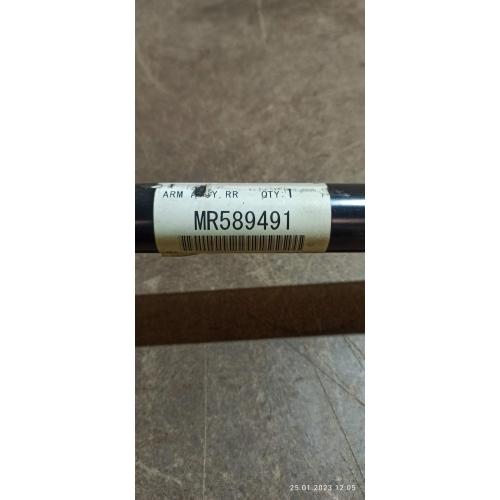 ARM A  Y, RR QTY: 1
MR589491
25.01.2023 12:05